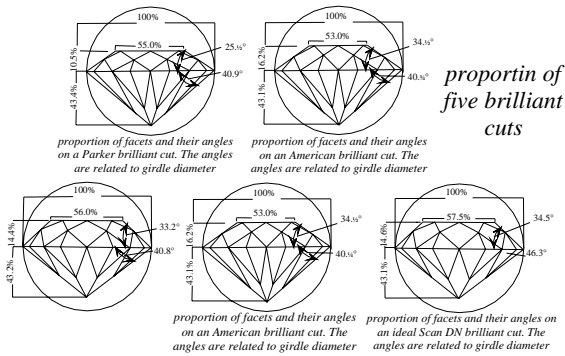 100%
55.0%
25.½°
10.5%
40.9°
43.4%
proportion of facets and their angles
on a Parker brilliant cut. The angles
are related to girdle diameter
100%
53.0%
34.½°
16.2%
40.¾°
43.1%
proportion of facets and their angles
on an American brilliant cut. The
angles are related to girdle diameter
proportin of
five brilliant
cuts
100%
56.0%
33.2°
14.4%
40.8°
43.2%
100%
53.0%
34.½°
16.2%
40.¾°
43.1%
proportion of facets and their angles
on an American brilliant cut. The
angles are related to girdle diameter
100%
57.5%
34.5°
14.6%
46.3°
43.1%
proportion of facets and their angles on
an ideal Scan DN brilliant cut. The
angles are related to girdle diameter